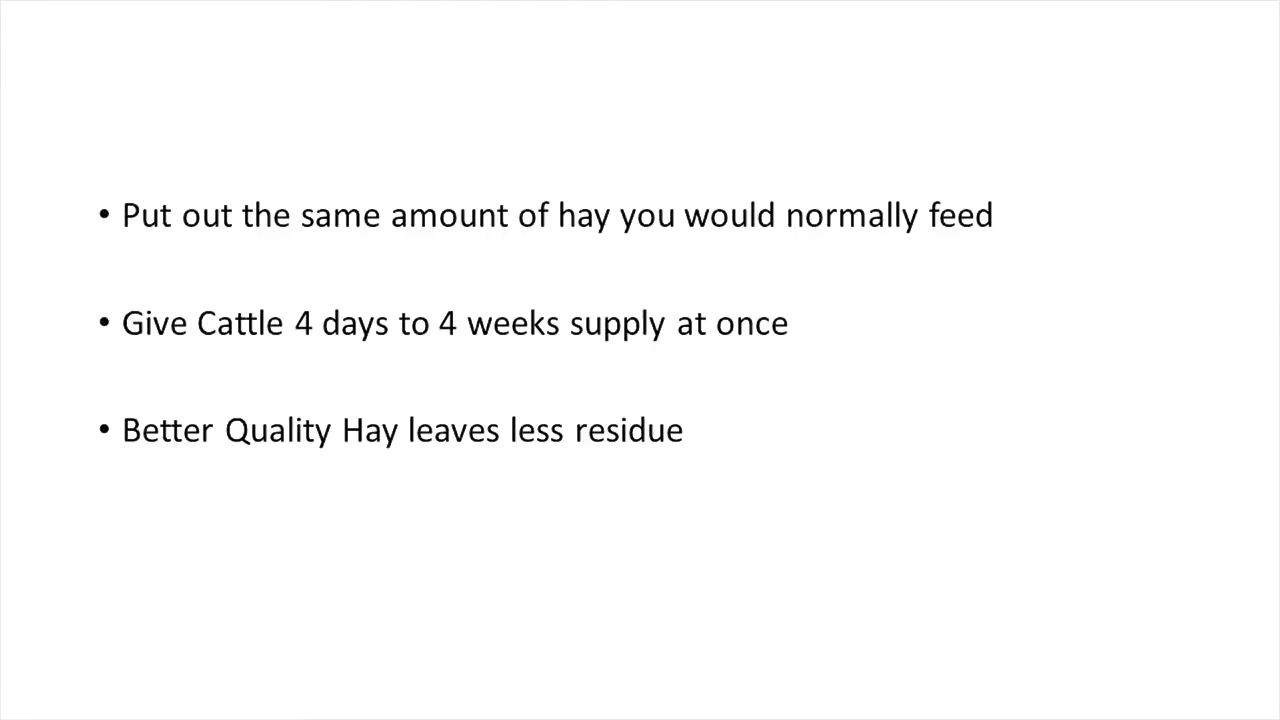 • Put out the same amount of hay you would normally feed
• Give Cattle 4 days to 4 weeks supply at once
• Better Quality Hay leaves less residue